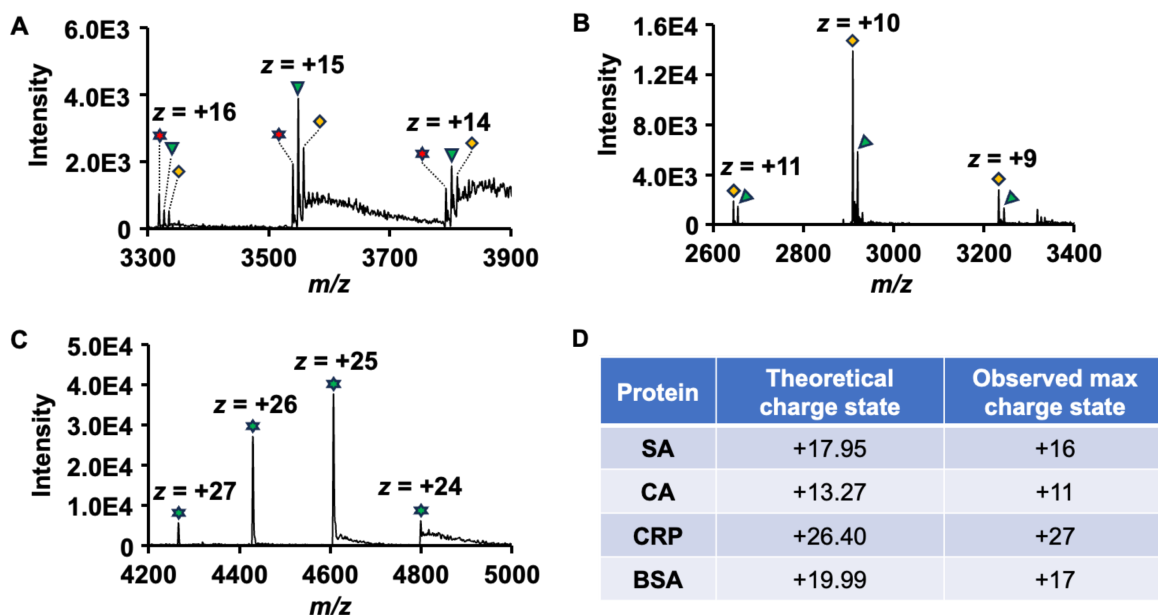 A
6.0E3
4.0E3
2.0E3
0
Intensity
z = +16
z = +15
z = +14
3300
3500
3700
3900
m/z
B
1.6E4
1.2E4
8.0E3
4.0E3
0
Intensity
z = +11
z = +10
z = +9
2600
2800
3000
3200
3400
m/z
C
5.0E4
4.0E4
3.0E4
2.0E4
1.0E4
0
Intensity
z = +27
z = +26
z = +25
z = +24
4200
4400
4600
4800
5000
m/z
D
Protein
Theoretical
charge state
Observed max
charge state
SA +17.95 +16
CA +13.27 +11
CRP +26.40 +27
BSA +19.99 +17